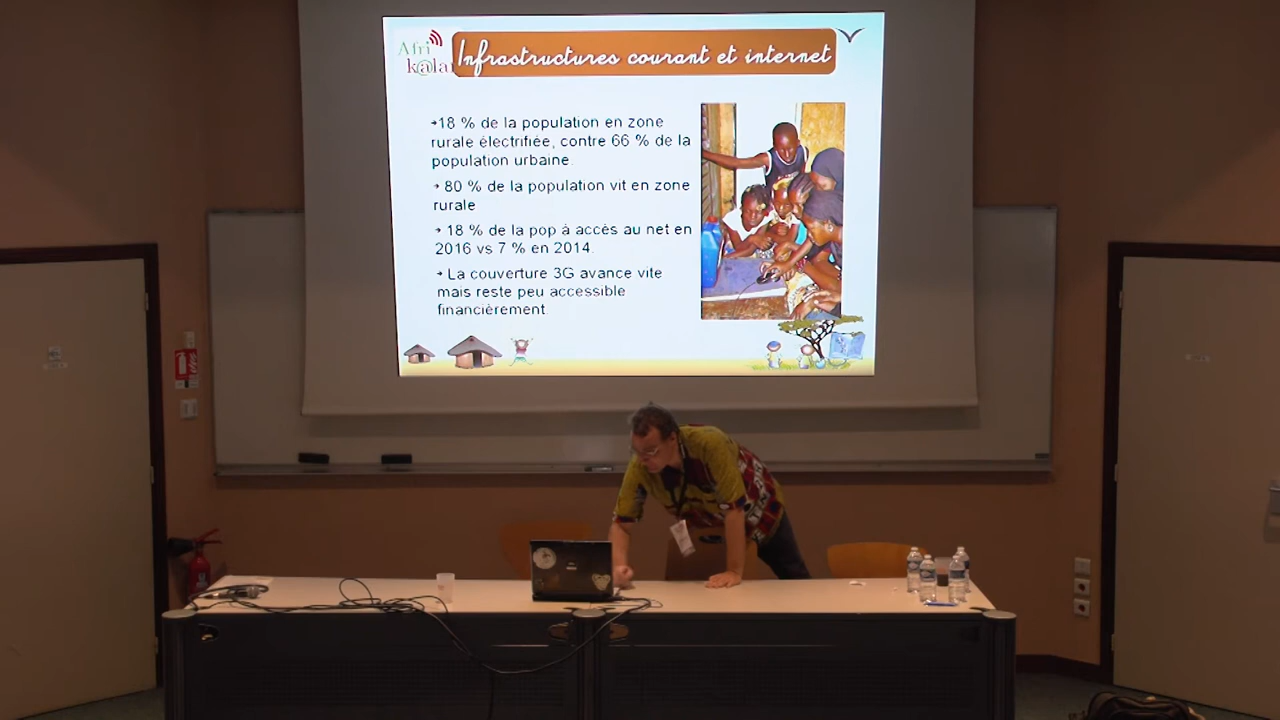 Afri
k@lan
Infrastructures courant et internet
➔18 % de la population en zone
rurale électrifiée, contre 66 % de la
population urbaine.
➔ 80 % de la population vit en zone
rurale
➔ 18 % de la pop à accès au net en
2016 vs 7 % en 2014.
➔ La couverture 3G avance vite
mais reste peu accessible
financièrement.